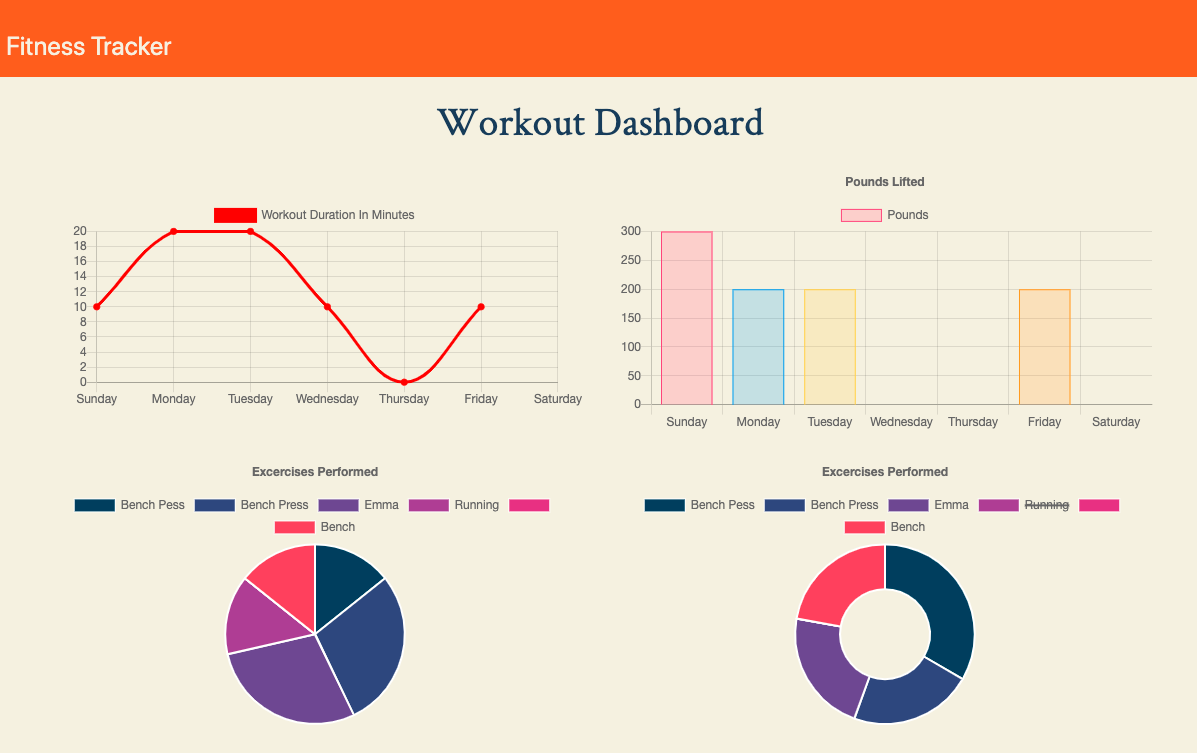 Fitness Tracker
Workout Dashboard
Workout Duration In Minutes
20
18
16
14
12
10
8
6
4
2
0
Sunday Monday Tuesday Wednesday Thursday Friday Saturday
Pounds Lifted
Pounds
300
250
200
150
100
50
0
Sunday Monday Tuesday Wednesday Thursday Friday Saturday
Excercises Performed
Bench Pess Bench Press Emma Running
Bench
Excercises Performed
Bench Pess Bench Press Emma Running
Bench